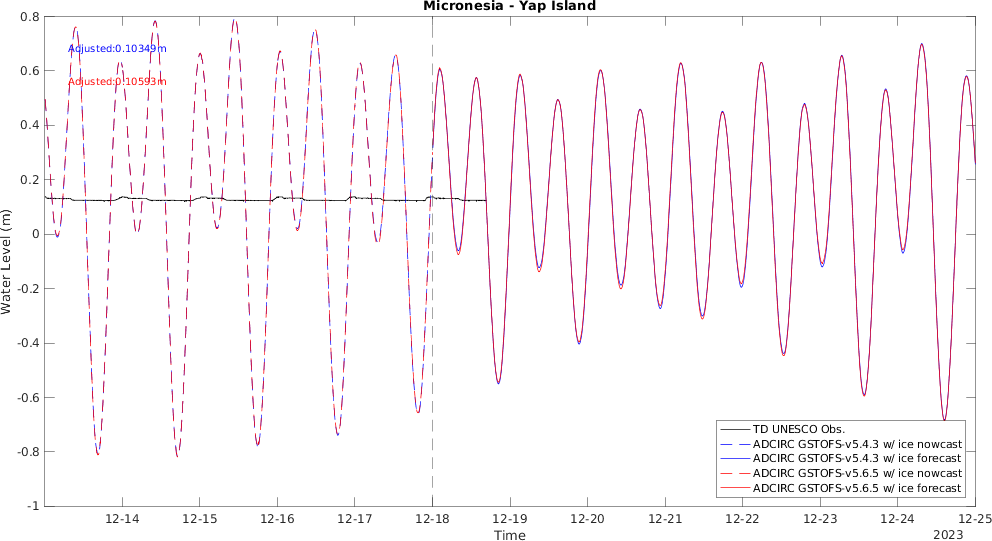 Micronesia - Yap Island
0.8
0.6
0.4
0.2
0
-0.2
-0.4
-0.6
-0.8
-1
Water Level (m)
Adjusted:0.10349m
Adjusted:0.10593m
TD UNESCO Obs.
ADCIRC GSTOFS-v5.4.3 w/ ice nowcast
ADCIRC GSTOFS-v5.4.3 w/ ice forecast
ADCIRC GSTOFS-v5.6.5 w/ ice nowcast
ADCIRC GSTOFS-v5.6.5 w/ ice forecast
12-14 12-15 12-16 12-17 12-18 12-19 12-20 12-21 12-22 12-23 12-24 12-25
Time
2023